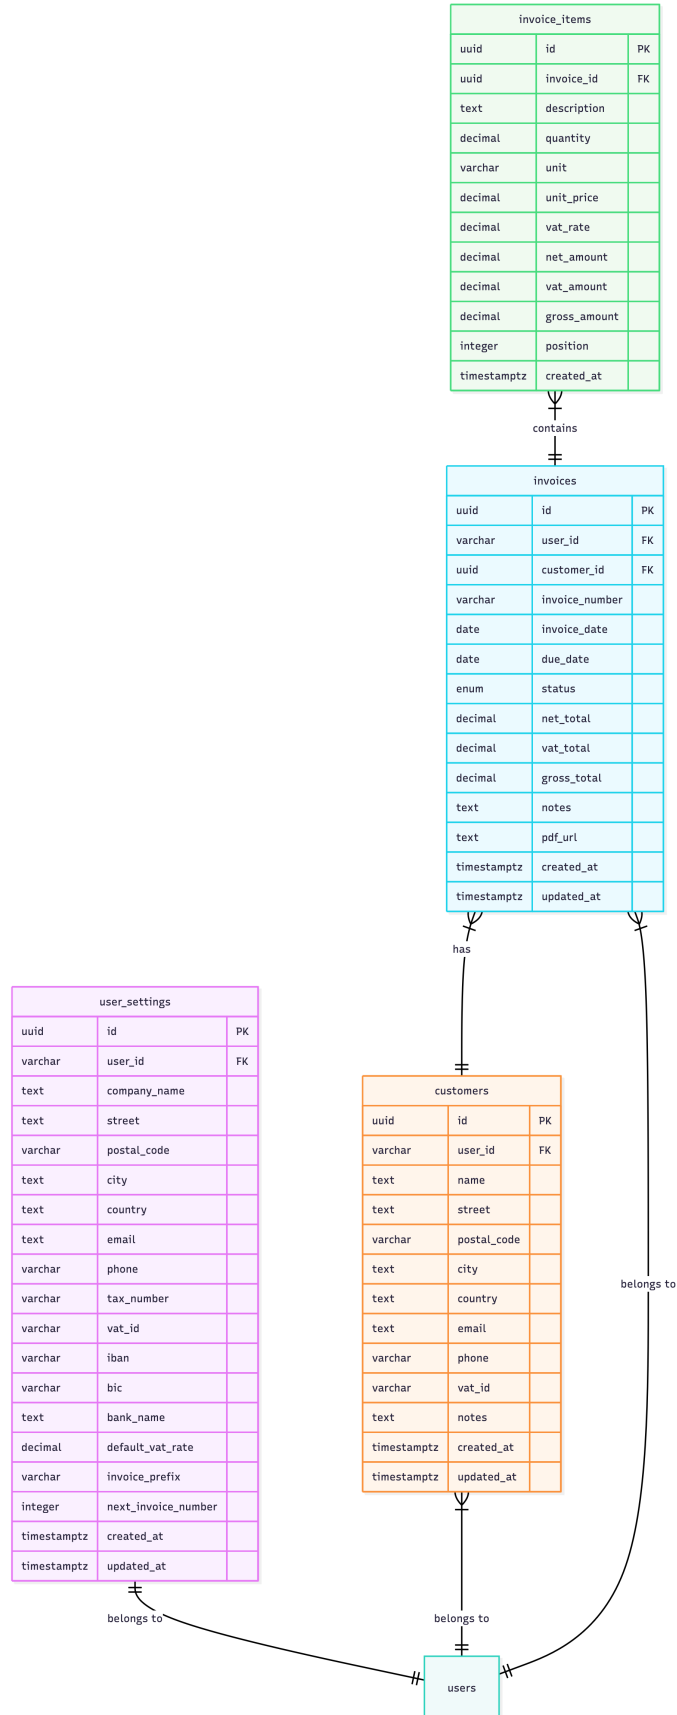 invoice_items
uuid id PK
uuid invoice_id FK
text description
decimal quantity
varchar unit
decimal unit_price
decimal vat_rate
decimal net_amount
decimal vat_amount
decimal gross_amount
integer position
timestamptz created_at
contains
invoices
uuid id PK
varchar user_id FK
uuid customer_id FK
varchar invoice_number
date invoice_date
date due_date
enum status
decimal net_total
decimal vat_total
decimal gross_total
text notes
text pdf_url
timestamptz created_at
timestamptz updated_at
has
user_settings
uuid id PK
varchar user_id FK
text company_name
text street
varchar postal_code
text city
text country
text email
varchar phone
varchar tax_number
varchar vat_id
varchar iban
varchar bic
text bank_name
decimal default_vat_rate
varchar invoice_prefix
integer next_invoice_number
timestamptz created_at
timestamptz updated_at
customers
uuid id PK
varchar user_id FK
text name
text street
varchar postal_code
text city
text country
text email
varchar phone
varchar vat_id
text notes
timestamptz created_at
timestamptz updated_at
belongs to
belongs to
belongs to
users